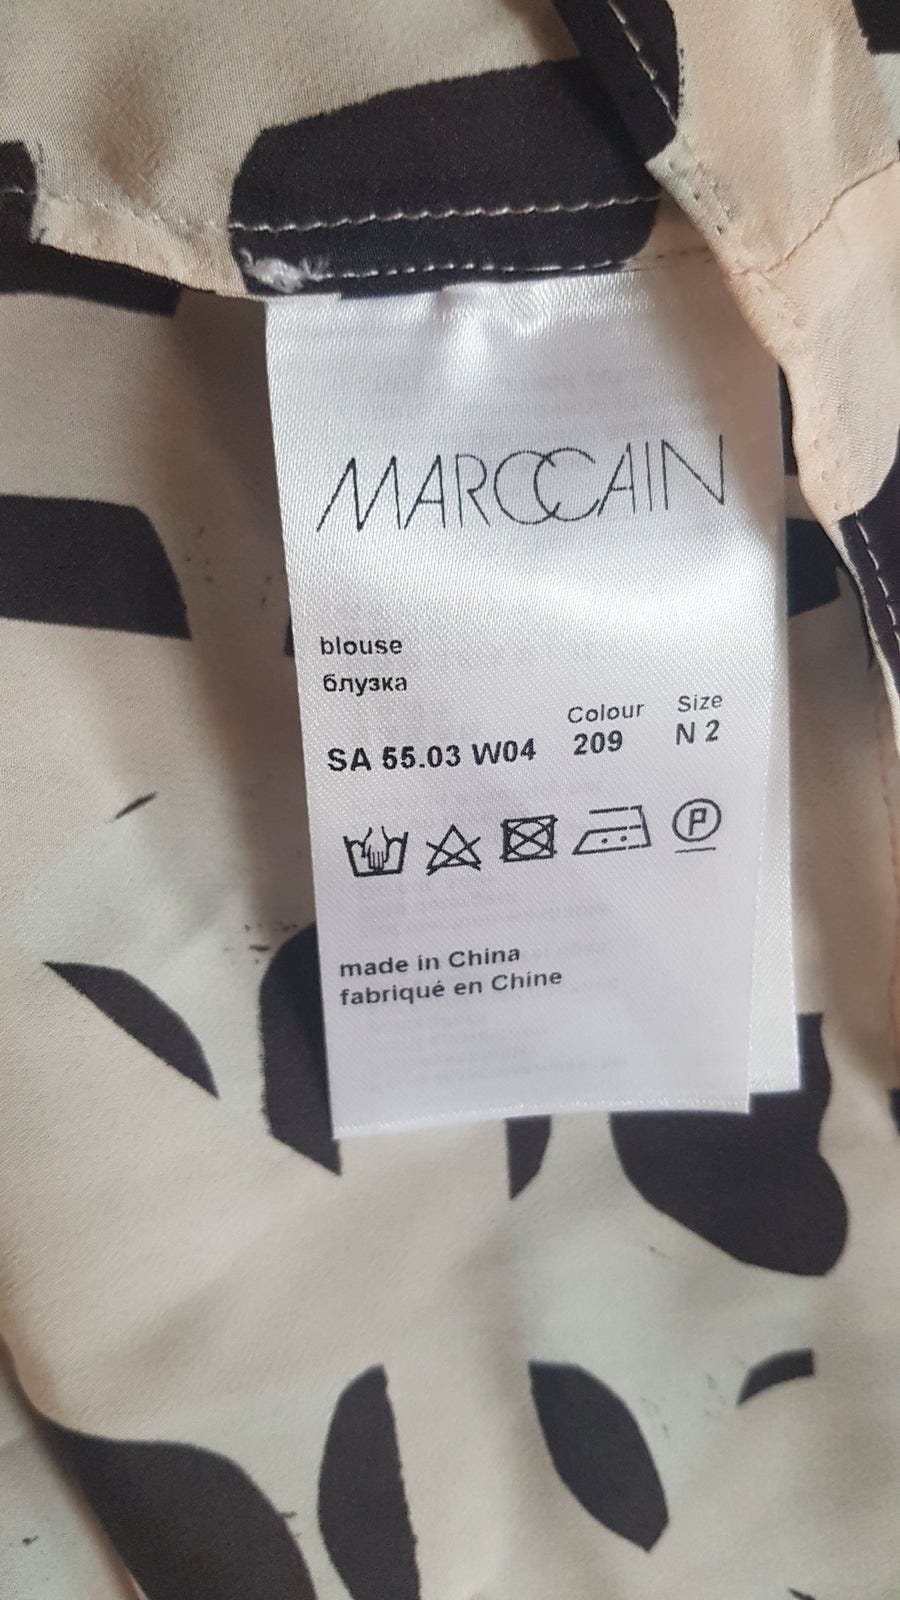 MARCCAIN
blouse
блузка
Colour Size
SA 55.03 W04 209 N 2
P
made in China
fabriqué en Chine